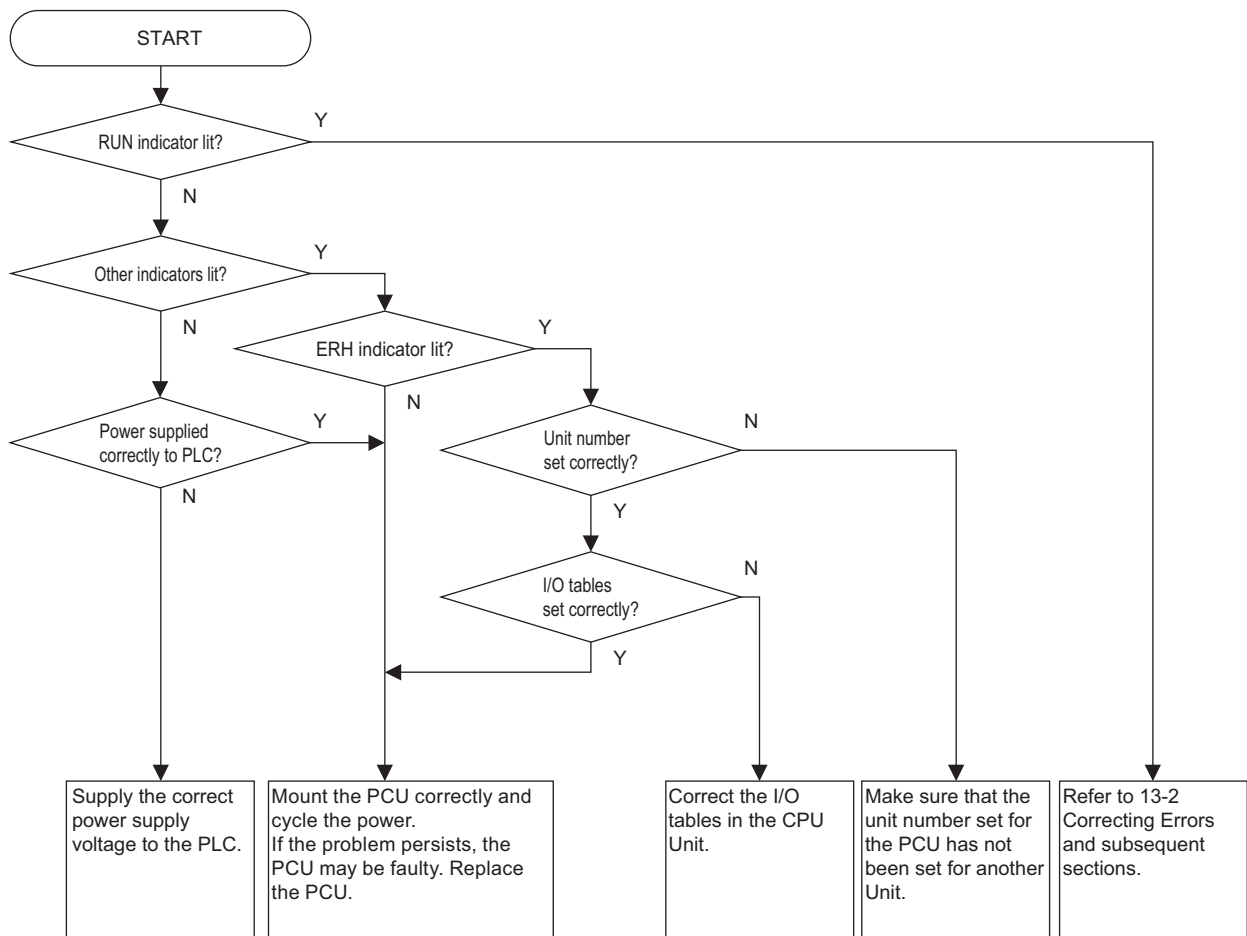 START
RUN indicator lit?
Y
N
Other indicators lit?
Y
N
ERH indicator lit?
Y
N
Power supplied
correctly to PLC?
Y
N
Unit number
set correctly?
N
Y
I/O tables
set correctly?
N
Y
Supply the correct
power supply
voltage to the PLC.
Mount the PCU correctly and
cycle the power.
If the problem persists, the
PCU may be faulty. Replace
the PCU.
Correct the I/O
tables in the CPU
Unit.
Make sure that the
unit number set for
the PCU has not
been set for another
Unit.
Refer to 13-2
Correcting Errors
and subsequent
sections.